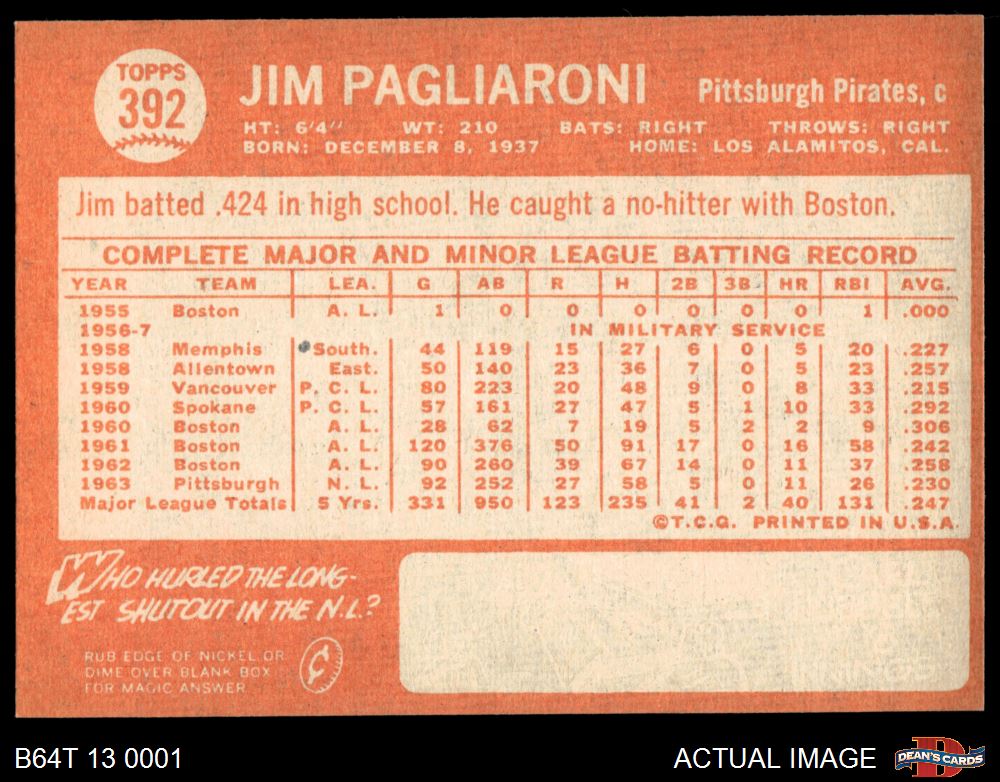 TOPPS
392
JIM PAGLIARONI
Pittsburgh Pirates, c
HT: 6'4" WT: 210 BATS: RIGHT THROWS: RIGHT
BORN: DECEMBER 8, 1937 HOME: LOS ALAMITOS, CAL.
Jim batted .424 in high school. He caught a no-hitter with Boston.
COMPLETE MAJOR AND MINOR LEAGUE BATTING RECORD
YEAR TEAM LEA. G AB R H 2B 3B HR RBI AVG.
1955 Boston A. L. 1 0 0 0 0 0 0 1 .000
1956-7 IN MILITARY SERVICE
1958 Memphis South. 44 119 15 27 6 0 5 20 .227
1958 Allentown East. 50 140 23 36 7 0 5 23 .257
1959 Vancouver P. C. L. 80 223 20 48 9 0 8 33 .215
1960 Spokane P. C. L. 57 161 27 47 5 1 10 33 .292
1960 Boston A. L. 28 62 7 19 5 2 2 9 .306
1961 Boston A. L. 120 376 50 91 17 0 16 58 .242
1962 Boston A. L. 90 260 39 67 14 0 11 37 .258
1963 Pittsburgh N. L. 92 252 27 58 5 0 11 26 .230
Major League Totals 5 Yrs. 331 950 123 235 41 2 40 131 .247
©T.C.G. PRINTED IN U.S.A.
WHO HURLED THE LONG-
EST SHUTOUT IN THE N.L.?
RUB EDGE OF NICKEL OR
DIME OVER BLANK BOX
FOR MAGIC ANSWER
¢
B64T 13 0001
ACTUAL IMAGE
D
DEAN'S CARDS